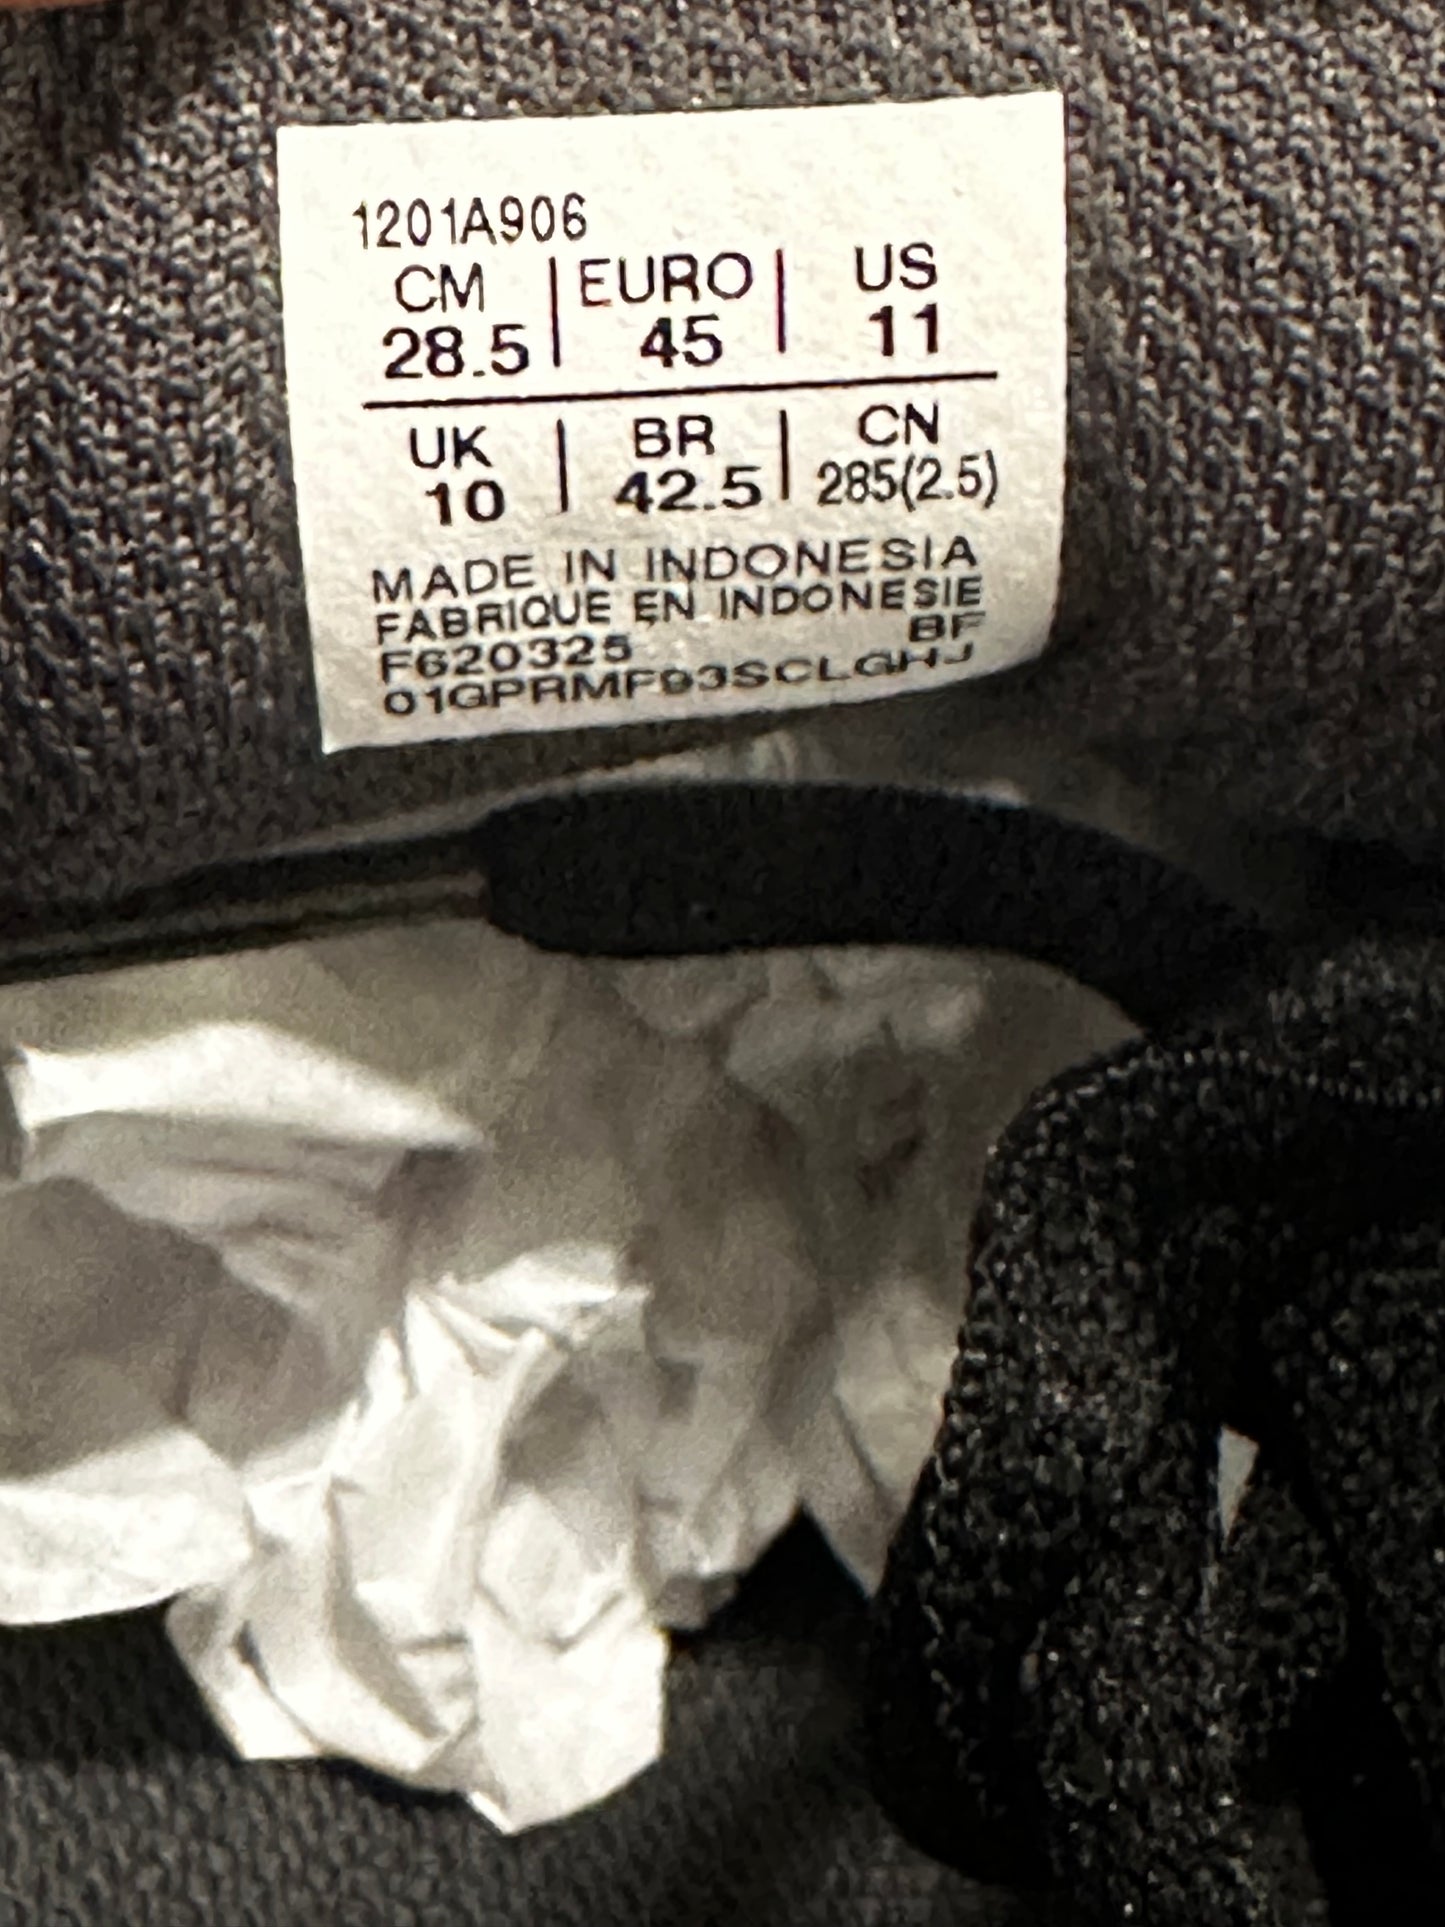 1201A906
CM | EURO | US
28.5 | 45 | 11
UK | BR | CN
10 | 42.5 | 285(2.5)
MADE IN INDONESIA
FABRIQUE EN INDONESIE
F620325 BF
01GPRMF93SCLGHJ